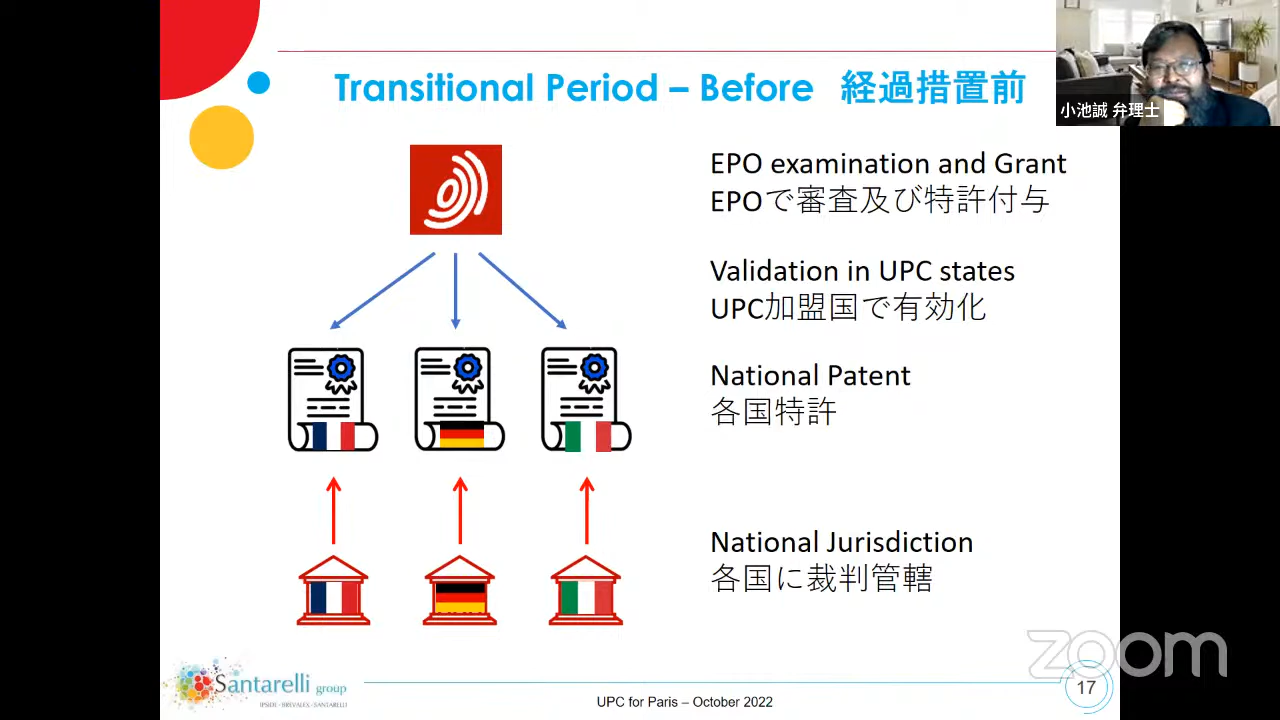 Transitional Period – Before 経過措置前
小池誠 弁理士
EPO examination and Grant
EPOで審査及び特許付与
Validation in UPC states
UPC加盟国で有効化
National Patent
各国特許
National Jurisdiction
各国に裁判管轄
zoom
Santarelli group
IPSIDE · BREVALEX · SANTARELLI
UPC for Paris – October 2022
17